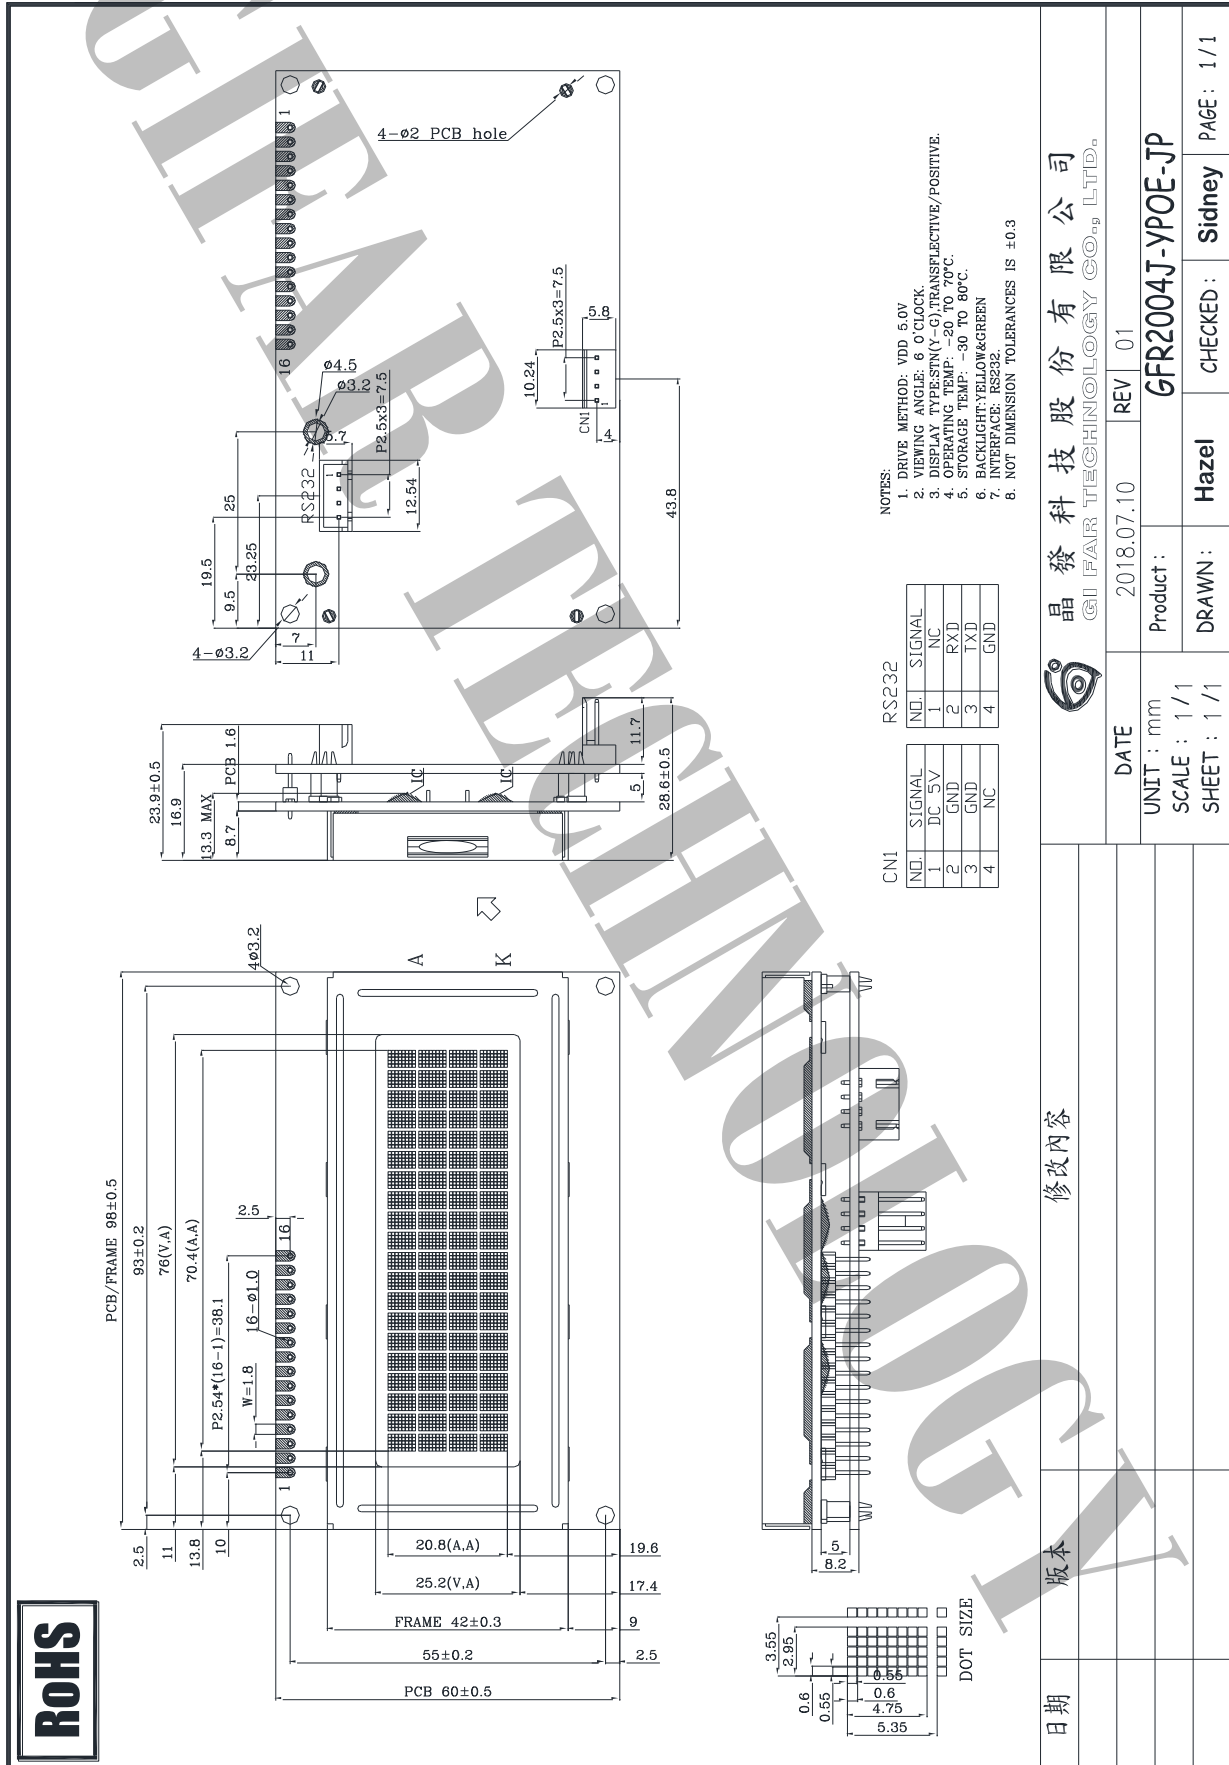 RoHS
PCB/FRAME 98±0.5
93±0.2
76(V,A)
70.4(A,A)
P2.54*(16-1)=38.1
W=1.8
16-ø1.0
2.5
16
1
4ø3.2
2.5
11
13.8
10
A
K
20.8(A,A)
19.6
25.2(V,A)
17.4
FRAME 42±0.3
9
55±0.2
2.5
PCB 60±0.5
23.9±0.5
16.9
13.3 MAX
8.7
PCB 1.6
IC
IC
5
11.7
28.6±0.5
4-ø2 PCB hole
1
16
ø4.5
ø3.2
5.7
P2.5x3=7.5
RS232
1
12.54
25
19.5
23.25
9.5
7
11
4-ø3.2
P2.5x3=7.5
10.24
5.8
CN1
1
4
43.8
5
8.2
3.55
2.95
0.6
0.55
0.55
0.6
4.75
5.35
DOT SIZE
NOTES:
1. DRIVE METHOD: VDD 5.0V
2. VIEWING ANGLE: 6 O'CLOCK.
3. DISPLAY TYPE:STN(Y-G),TRANSFLECTIVE/POSITIVE.
4. OPERATING TEMP: -20 TO 70°C.
5. STORAGE TEMP: -30 TO 80°C.
6. BACKLIGHT:YELLOW&GREEN
7. INTERFACE: RS232.
8. NOT DIMENSION TOLERANCES IS ±0.3
CN1
NO. SIGNAL
1 DC 5V
2 GND
3 GND
4 NC
RS232
NO. SIGNAL
1 NC
2 RXD
3 TXD
4 GND
日期 版本 修改內容
晶發科技股份有限公司
GI FAR TECHNOLOGY CO., LTD.
DATE 2018.07.10 REV 01
UNIT : mm
SCALE : 1/1
SHEET : 1/1
Product : GFR2004J-YPOE-JP
DRAWN : Hazel CHECKED : Sidney PAGE : 1/1
GI FAR TECHNOLOGY